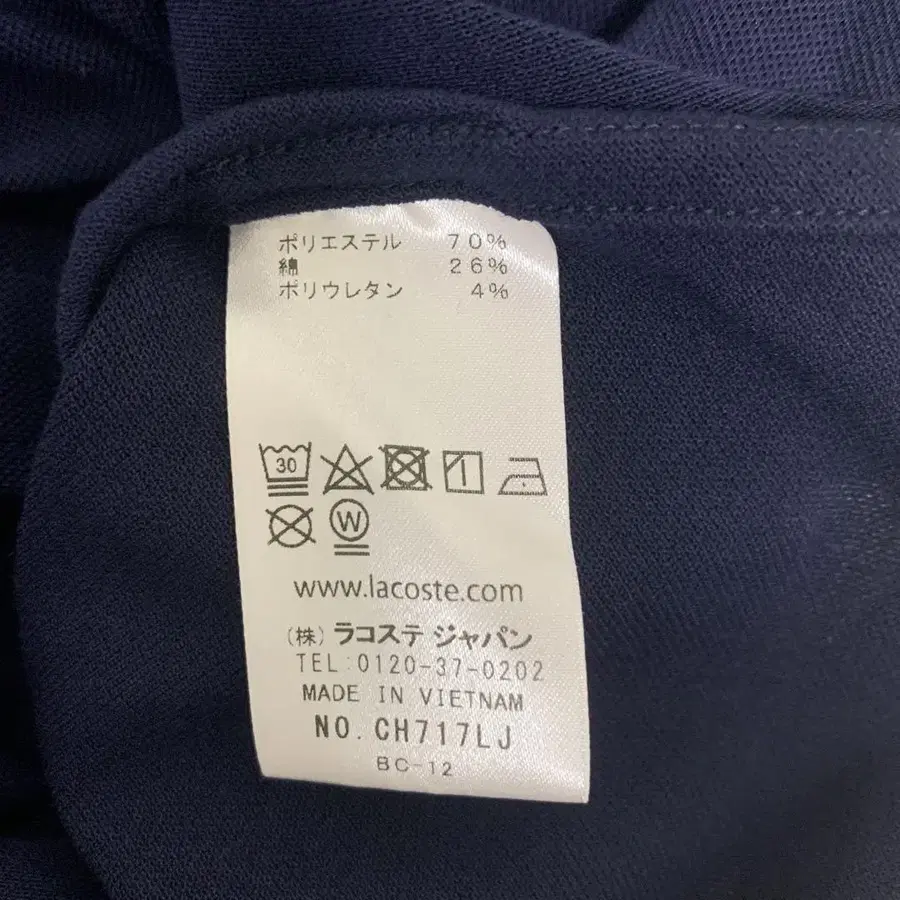 ポリエステル 70%
綿 26%
ポリウレタン 4%
30
W
www.lacoste.com
(株) ラコステ ジャパン
TEL:0120-37-0202
MADE IN VIETNAM
NO. CH717LJ
BC-12